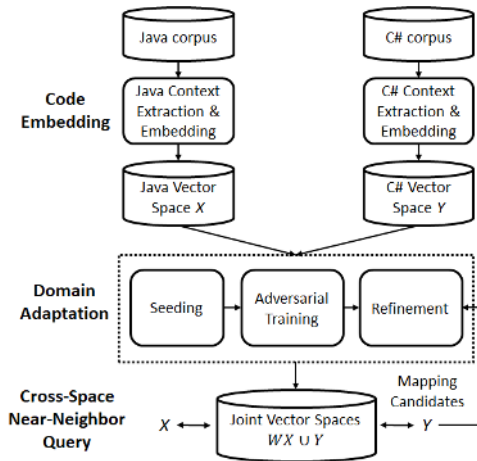 Java corpus
C# corpus
Code
Embedding
Java Context
Extraction &
Embedding
C# Context
Extraction &
Embedding
Java Vector
Space X
C# Vector
Space Y
Domain
Adaptation
Seeding
Adversarial
Training
Refinement
Cross-Space
Near-Neighbor
Query
X
Joint Vector Spaces
WX ∪ Y
Mapping
Candidates
Y